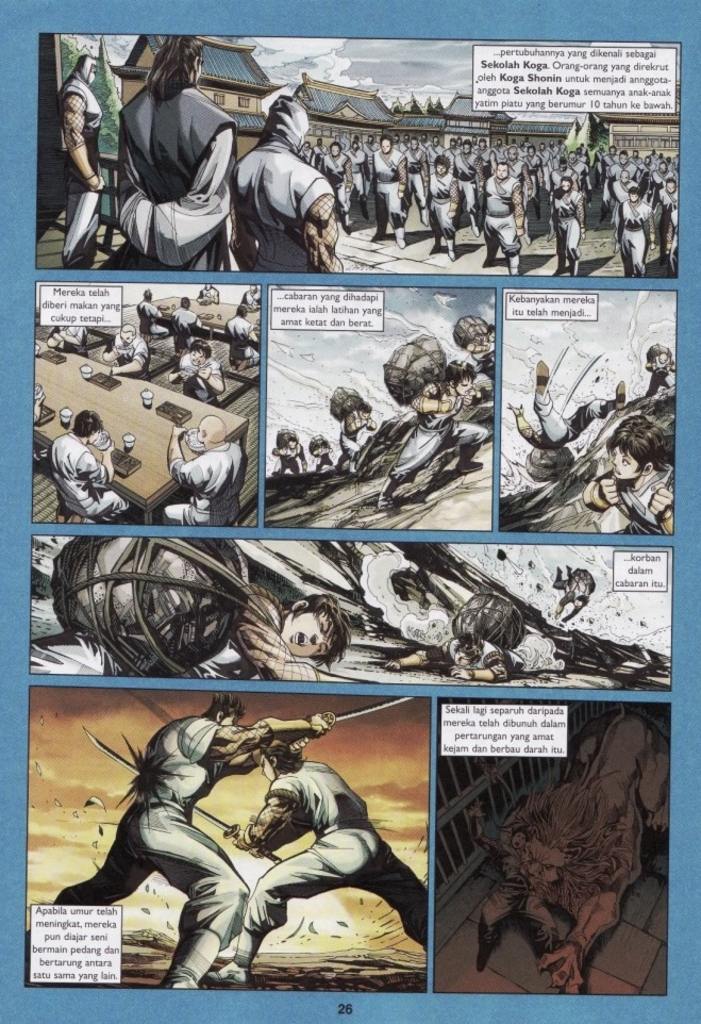 ...pertubuhannya yang dikenali sebagai
Sekolah Koga. Orang-orang yang direkrut
oleh Koga Shonin untuk menjadi annggota-
anggota Sekolah Koga semuanya anak-anak
yatim piatu yang berumur 10 tahun ke bawah.
Mereka telah
diberi makan yang
cukup tetapi...
...cabaran yang dihadapi
mereka ialah latihan yang
amat ketat dan berat.
Kebanyakan mereka
itu telah menjadi...
...korban
dalam
cabaran itu.
Apabila umur telah
meningkat, mereka
pun diajar seni
bermain pedang dan
bertarung antara
satu sama yang lain.
Sekali lagi separuh daripada
mereka telah dibunuh dalam
pertarungan yang amat
kejam dan berbau darah itu.
26